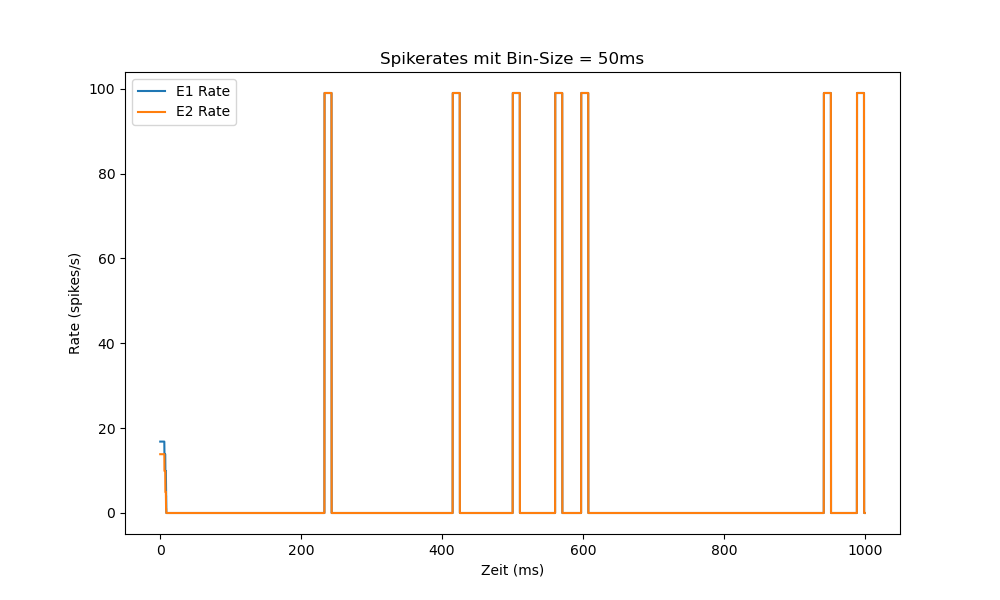 Spikerates mit Bin-Size = 50ms
E1 Rate
E2 Rate
100
80
60
40
20
0
Rate (spikes/s)
0 200 400 600 800 1000
Zeit (ms)